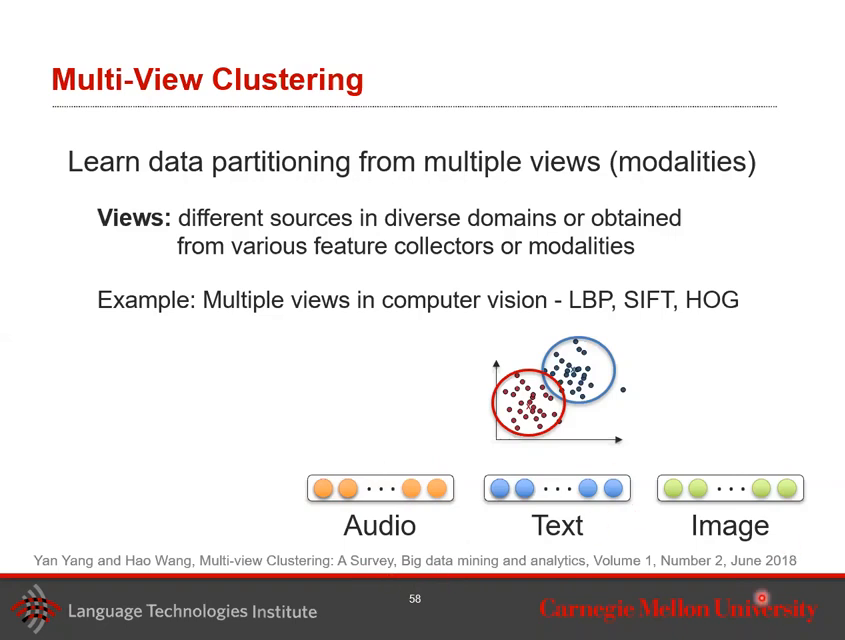 Multi-View Clustering
Learn data partitioning from multiple views (modalities)
Views: different sources in diverse domains or obtained
from various feature collectors or modalities
Example: Multiple views in computer vision - LBP, SIFT, HOG
Audio
Text
Image
Yan Yang and Hao Wang, Multi-view Clustering: A Survey, Big data mining and analytics, Volume 1, Number 2, June 2018
Language Technologies Institute
58
Carnegie Mellon University